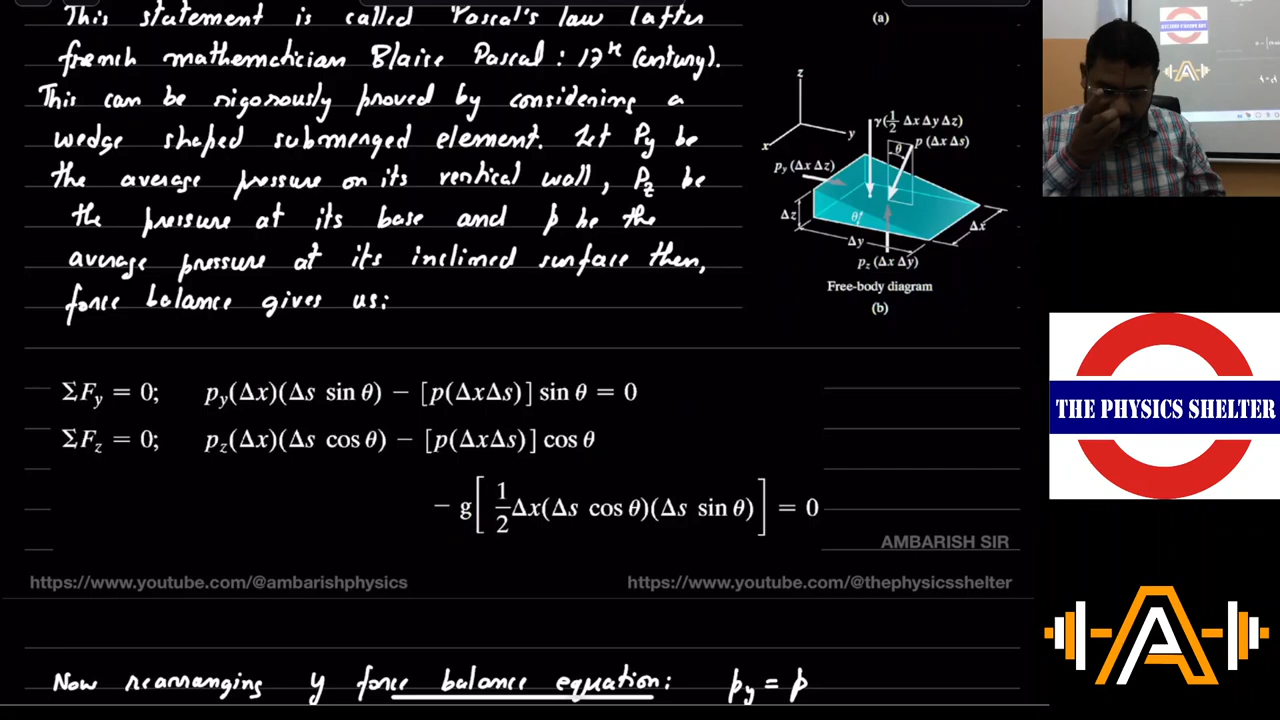 This statement is called Pascal's law (after
french mathematician Blaise Pascal: 17th Century).
This can be rigorously proved by considering a
wedge shaped submerged element. Let Py be
the average pressure on its vertical wall, Pz be
the pressure at its base and p be the
average pressure at its inclined surface then,
force balance gives us:
(a)
z
y
x
γ(½ Δx Δy Δz)
p (Δx Δs)
θ
py (Δx Δz)
Δz
θ
Δy
Δx
pz (Δx Δy)
Free-body diagram
(b)
ΣFy = 0; py(Δx)(Δs sin θ) − [p(ΔxΔs)] sin θ = 0
ΣFz = 0; pz(Δx)(Δs cos θ) − [p(ΔxΔs)] cos θ
− g[ 1/2 Δx(Δs cos θ)(Δs sin θ) ] = 0
AMBARISH SIR
https://www.youtube.com/@ambarishphysics https://www.youtube.com/@thephysicsshelter
Now rearranging y force balance equation: py = p
THE PHYSICS SHELTER